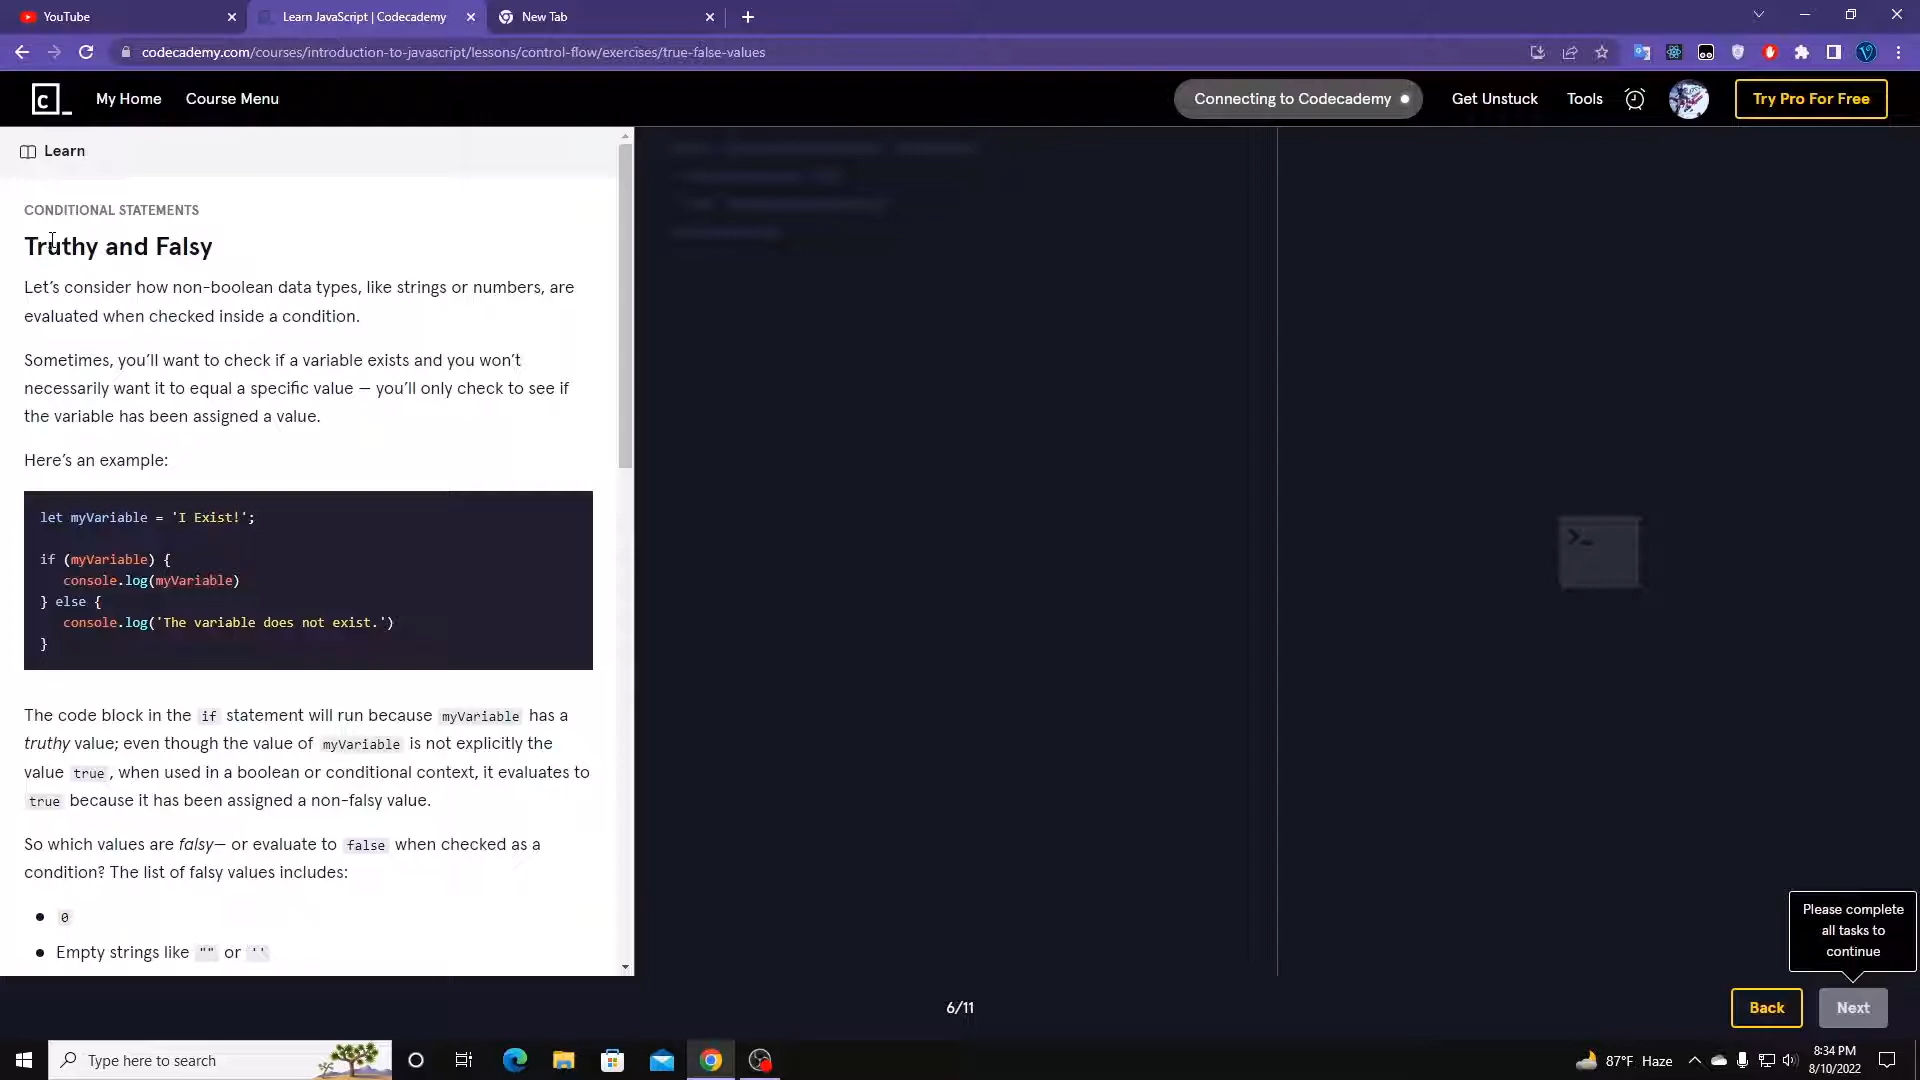 YouTube
Learn JavaScript | Codecademy
New Tab
codecademy.com/courses/introduction-to-javascript/lessons/control-flow/exercises/true-false-values
c_
My Home
Course Menu
Connecting to Codecademy
Get Unstuck
Tools
Try Pro For Free
Learn
CONDITIONAL STATEMENTS
Truthy and Falsy
Let’s consider how non-boolean data types, like strings or numbers, are
evaluated when checked inside a condition.
Sometimes, you’ll want to check if a variable exists and you won’t
necessarily want it to equal a specific value — you’ll only check to see if
the variable has been assigned a value.
Here’s an example:
let myVariable = 'I Exist!';
if (myVariable) {
console.log(myVariable)
} else {
console.log('The variable does not exist.')
}
The code block in the if statement will run because myVariable has a
truthy value; even though the value of myVariable is not explicitly the
value true, when used in a boolean or conditional context, it evaluates to
true because it has been assigned a non-falsy value.
So which values are falsy— or evaluate to false when checked as a
condition? The list of falsy values includes:
0
Empty strings like "" or ''
>_
Please complete
all tasks to
continue
6/11
Back
Next
Type here to search
87°F Haze
8:34 PM
8/10/2022